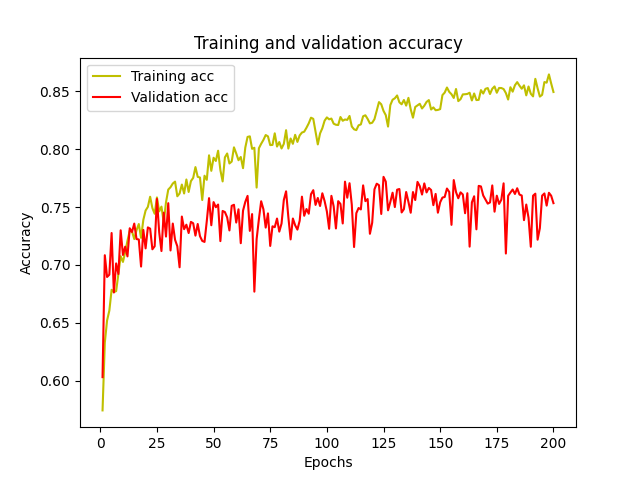 Training and validation accuracy
Training acc
Validation acc
0.85
0.80
0.75
0.70
0.65
0.60
Accuracy
0 25 50 75 100 125 150 175 200
Epochs